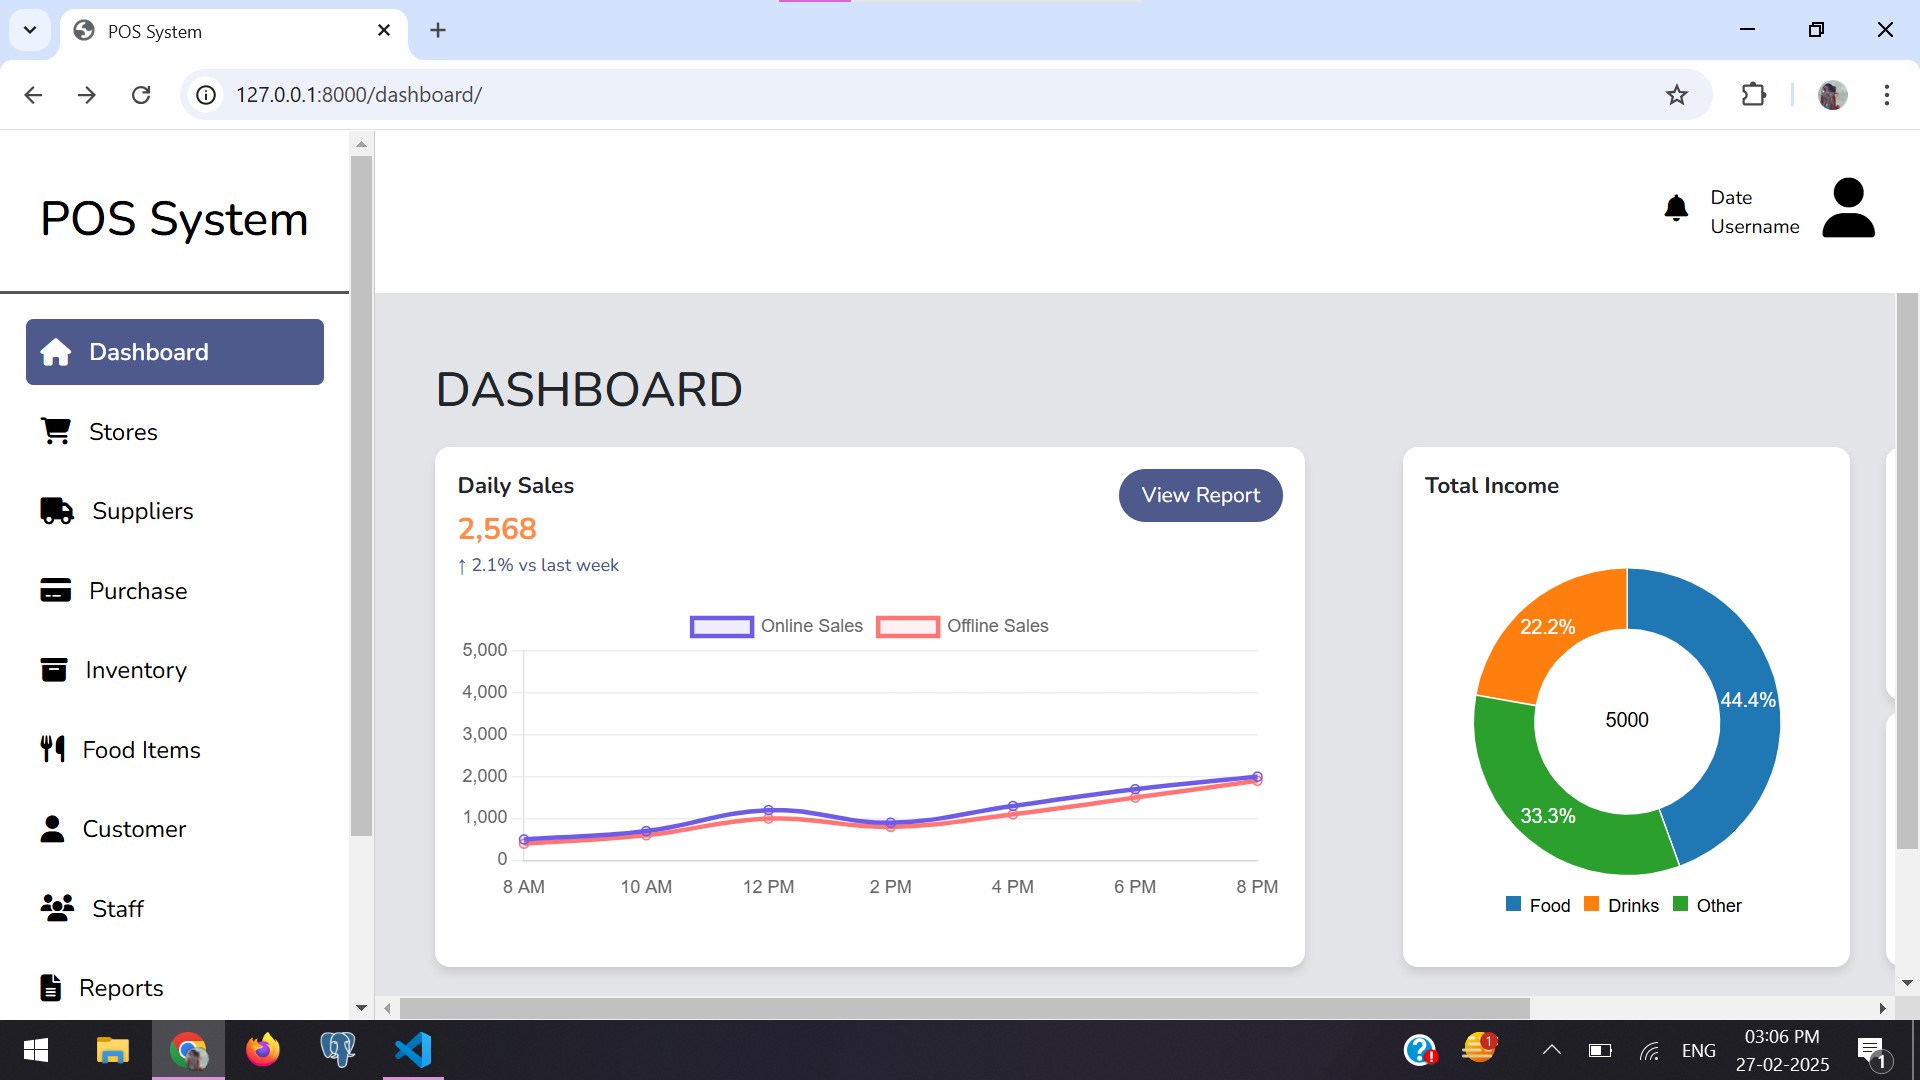 POS System
127.0.0.1:8000/dashboard/
POS System
Date
Username
Dashboard
Stores
Suppliers
Purchase
Inventory
Food Items
Customer
Staff
Reports
DASHBOARD
Daily Sales
View Report
2,568
↑ 2.1% vs last week
Online Sales Offline Sales
5,000
4,000
3,000
2,000
1,000
0
8 AM 10 AM 12 PM 2 PM 4 PM 6 PM 8 PM
Total Income
22.2%
44.4%
5000
33.3%
Food Drinks Other
1
ENG
03:06 PM
27-02-2025
1